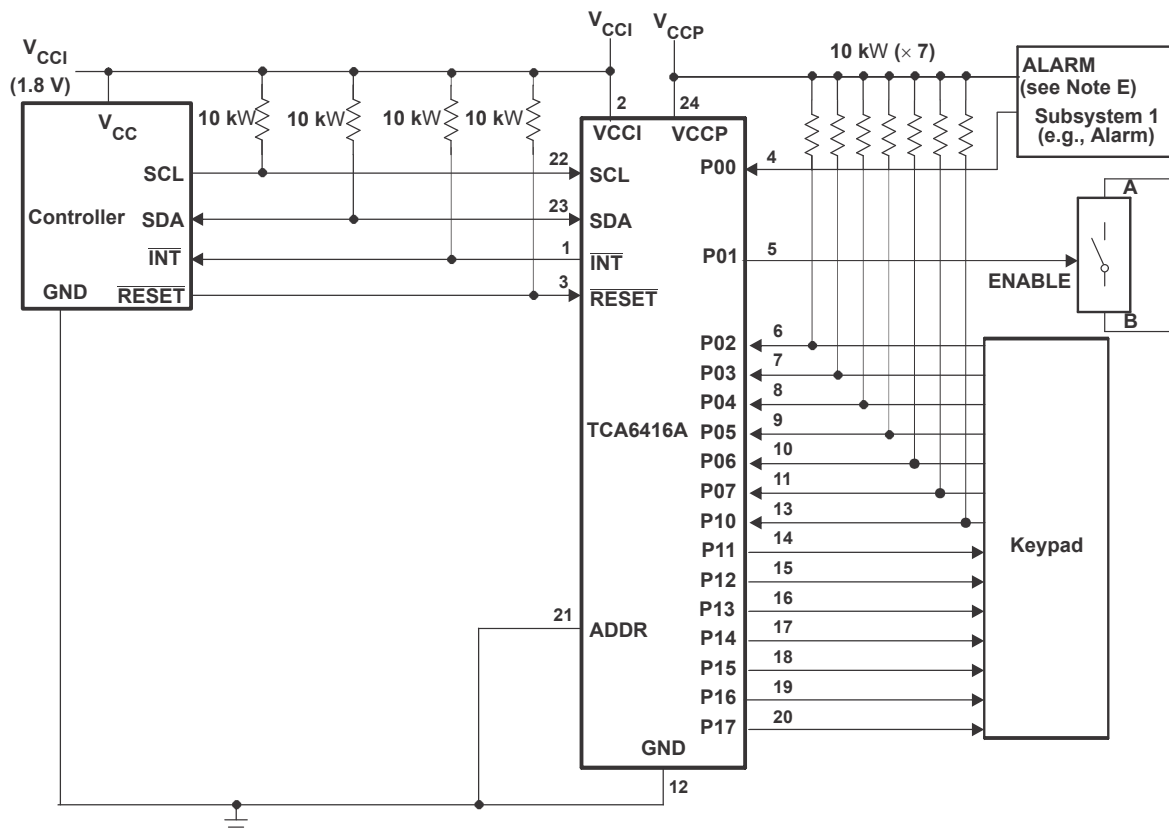 VCCI
(1.8 V)
VCCI
VCCP
10 kW (× 7)
ALARM
(see Note E)
Subsystem 1
(e.g., Alarm)
VCC
10 kW
10 kW
10 kW
10 kW
2
24
VCCI
VCCP
SCL
22
SCL
P00
4
A
Controller
SDA
23
SDA
INT
1
INT
P01
5
ENABLE
GND
RESET
3
RESET
B
P02
6
P03
7
P04
8
TCA6416A
P05
9
P06
10
P07
11
P10
13
Keypad
P11
14
P12
15
P13
16
21
ADDR
P14
17
P15
18
P16
19
P17
20
GND
12